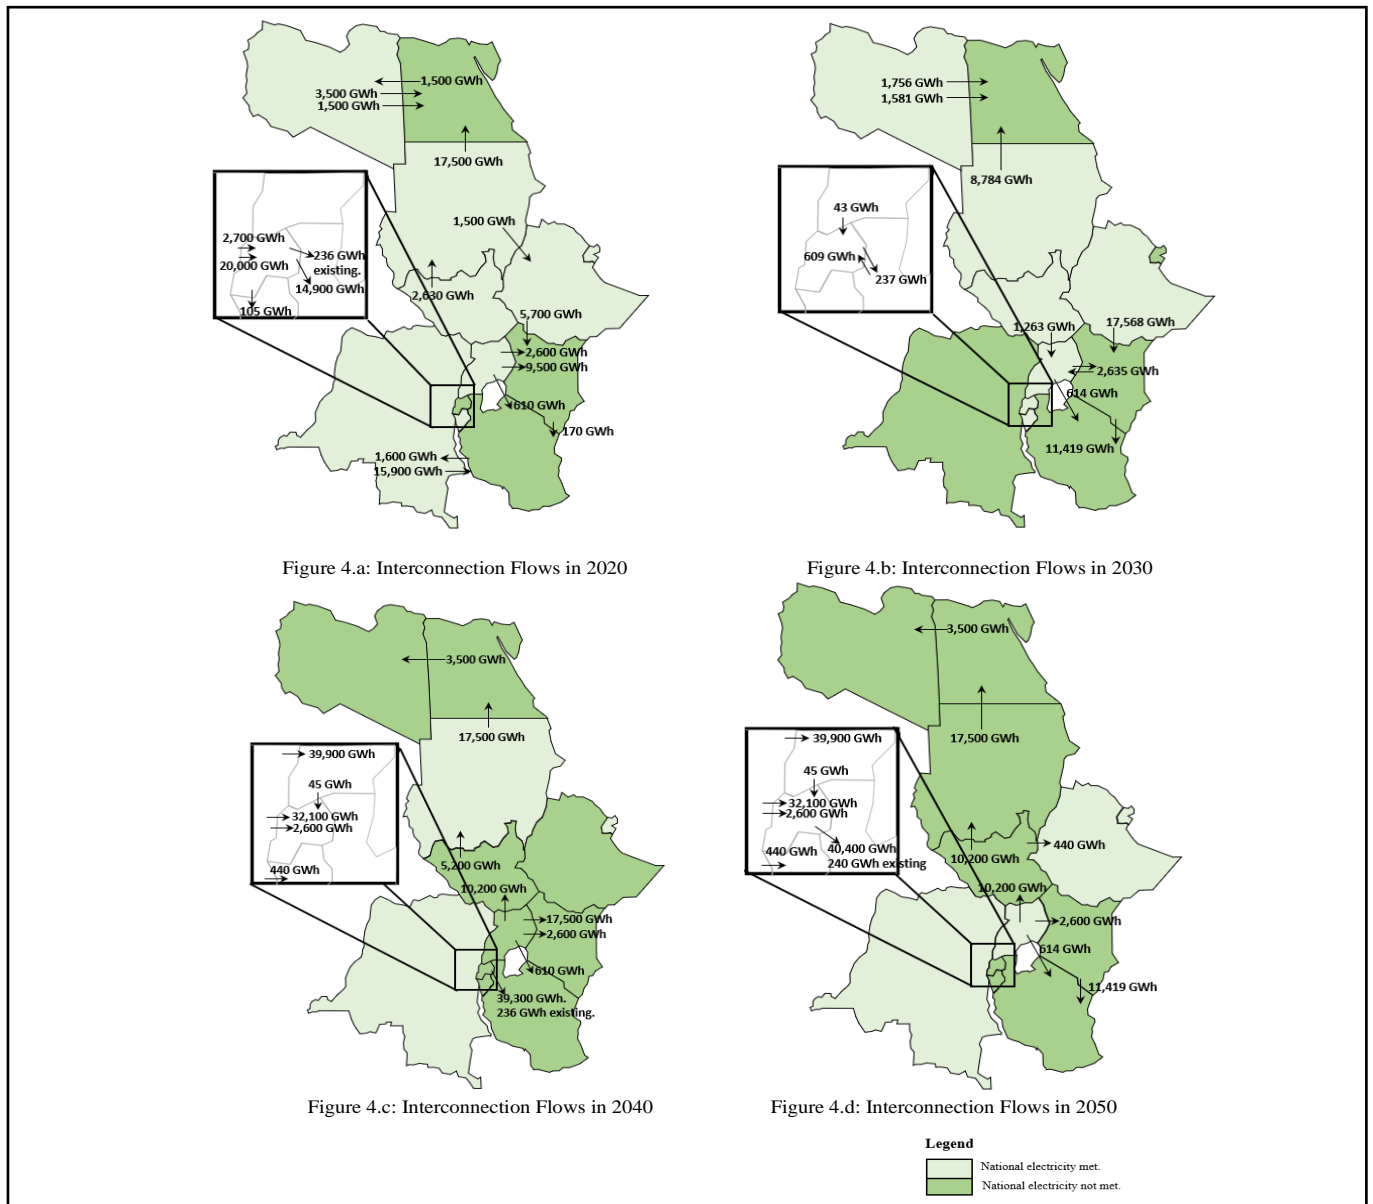 1,500 GWh
3,500 GWh
1,500 GWh
17,500 GWh
1,500 GWh
2,700 GWh
20,000 GWh
236 GWh
existing.
14,900 GWh
105 GWh
2,630 GWh
5,700 GWh
2,600 GWh
9,500 GWh
610 GWh
170 GWh
1,600 GWh
15,900 GWh
Figure 4.a: Interconnection Flows in 2020
1,756 GWh
1,581 GWh
8,784 GWh
43 GWh
609 GWh
237 GWh
1,263 GWh
17,568 GWh
2,635 GWh
614 GWh
11,419 GWh
Figure 4.b: Interconnection Flows in 2030
3,500 GWh
17,500 GWh
39,900 GWh
45 GWh
32,100 GWh
2,600 GWh
440 GWh
5,200 GWh
10,200 GWh
17,500 GWh
2,600 GWh
610 GWh
39,300 GWh.
236 GWh existing.
Figure 4.c: Interconnection Flows in 2040
3,500 GWh
17,500 GWh
39,900 GWh
45 GWh
32,100 GWh
2,600 GWh
440 GWh
40,400 GWh
240 GWh existing
10,200 GWh
440 GWh
10,200 GWh
2,600 GWh
614 GWh
11,419 GWh
Figure 4.d: Interconnection Flows in 2050
Legend
National electricity met.
National electricity not met.